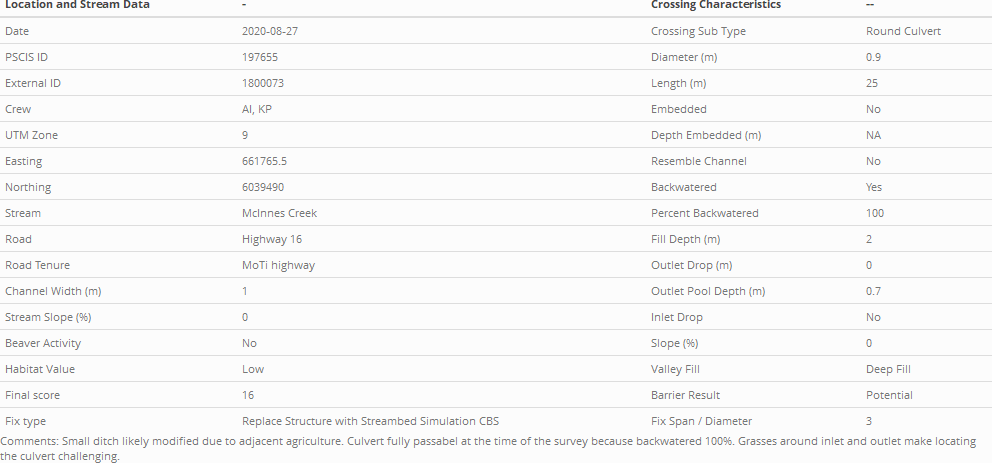 Location and Stream Data - Crossing Characteristics --
Date 2020-08-27 Crossing Sub Type Round Culvert
PSCIS ID 197655 Diameter (m) 0.9
External ID 1800073 Length (m) 25
Crew AI, KP Embedded No
UTM Zone 9 Depth Embedded (m) NA
Easting 661765.5 Resemble Channel No
Northing 6039490 Backwatered Yes
Stream McInnes Creek Percent Backwatered 100
Road Highway 16 Fill Depth (m) 2
Road Tenure MoTi highway Outlet Drop (m) 0
Channel Width (m) 1 Outlet Pool Depth (m) 0.7
Stream Slope (%) 0 Inlet Drop No
Beaver Activity No Slope (%) 0
Habitat Value Low Valley Fill Deep Fill
Final score 16 Barrier Result Potential
Fix type Replace Structure with Streambed Simulation CBS Fix Span / Diameter 3
Comments: Small ditch likely modified due to adjacent agriculture. Culvert fully passabel at the time of the survey because backwatered 100%. Grasses around inlet and outlet make locating
the culvert challenging.